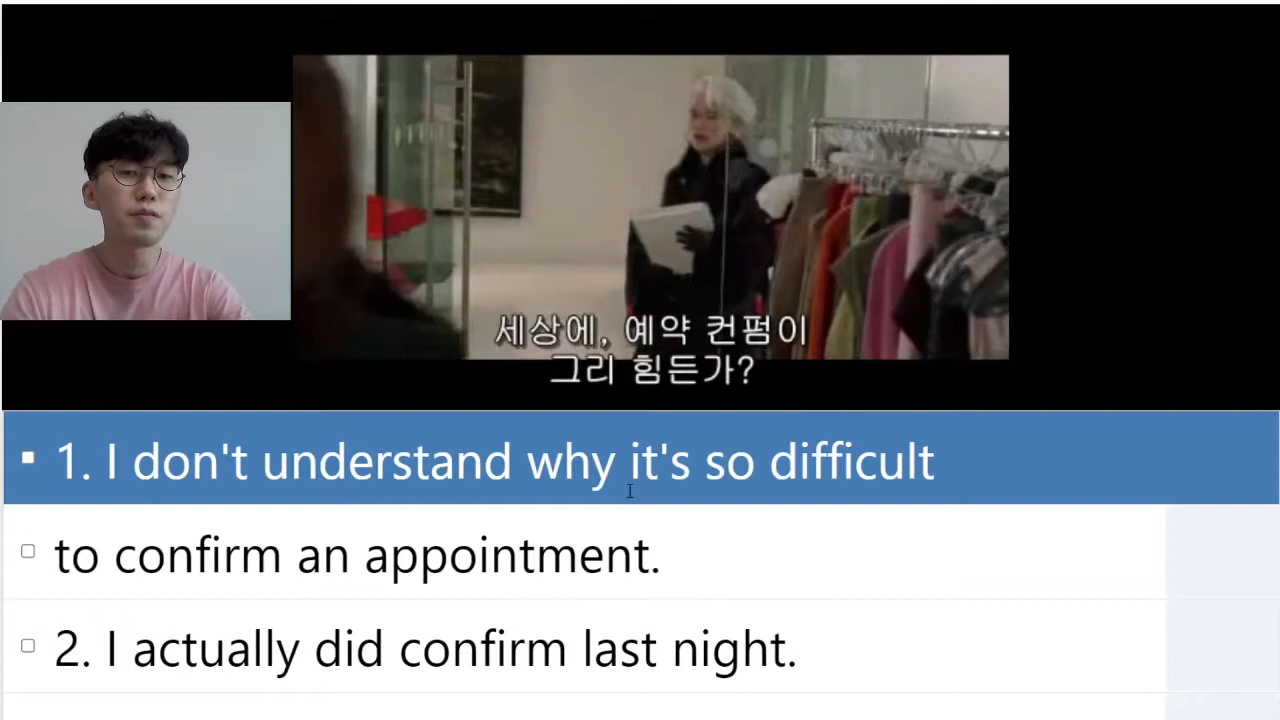 세상에, 예약 컨펌이
그리 힘든가?
1. I don't understand why it's so difficult
to confirm an appointment.
2. I actually did confirm last night.